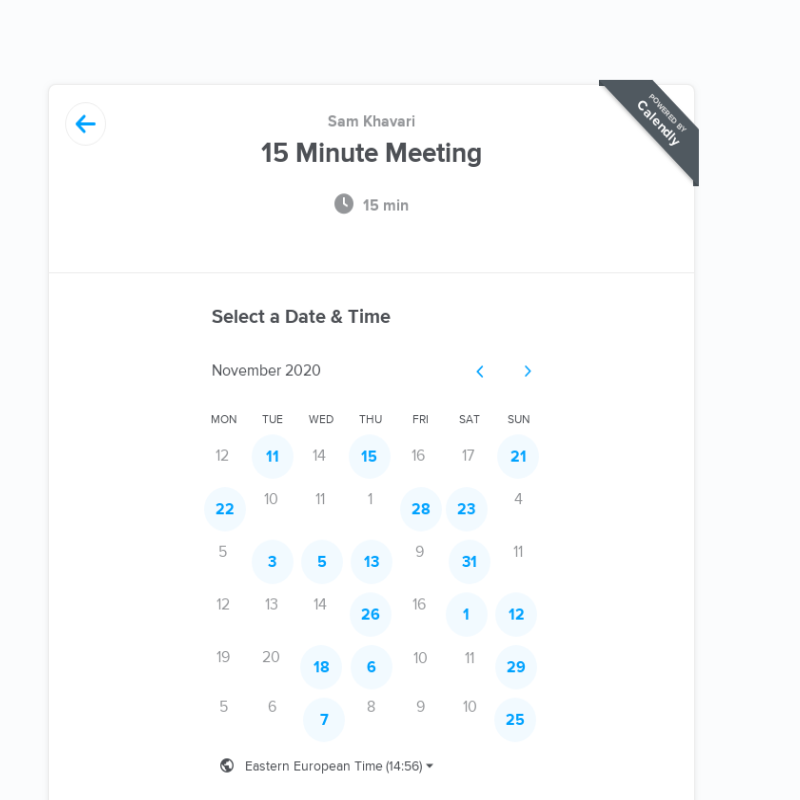 POWERED BY
Calendly
Sam Khavari
15 Minute Meeting
15 min
Select a Date & Time
November 2020
MON TUE WED THU FRI SAT SUN
12 11 14 15 16 17 21
22 10 11 1 28 23 4
5 3 5 13 9 31 11
12 13 14 26 16 1 12
19 20 18 6 10 11 29
5 6 7 8 9 10 25
Eastern European Time (14:56)